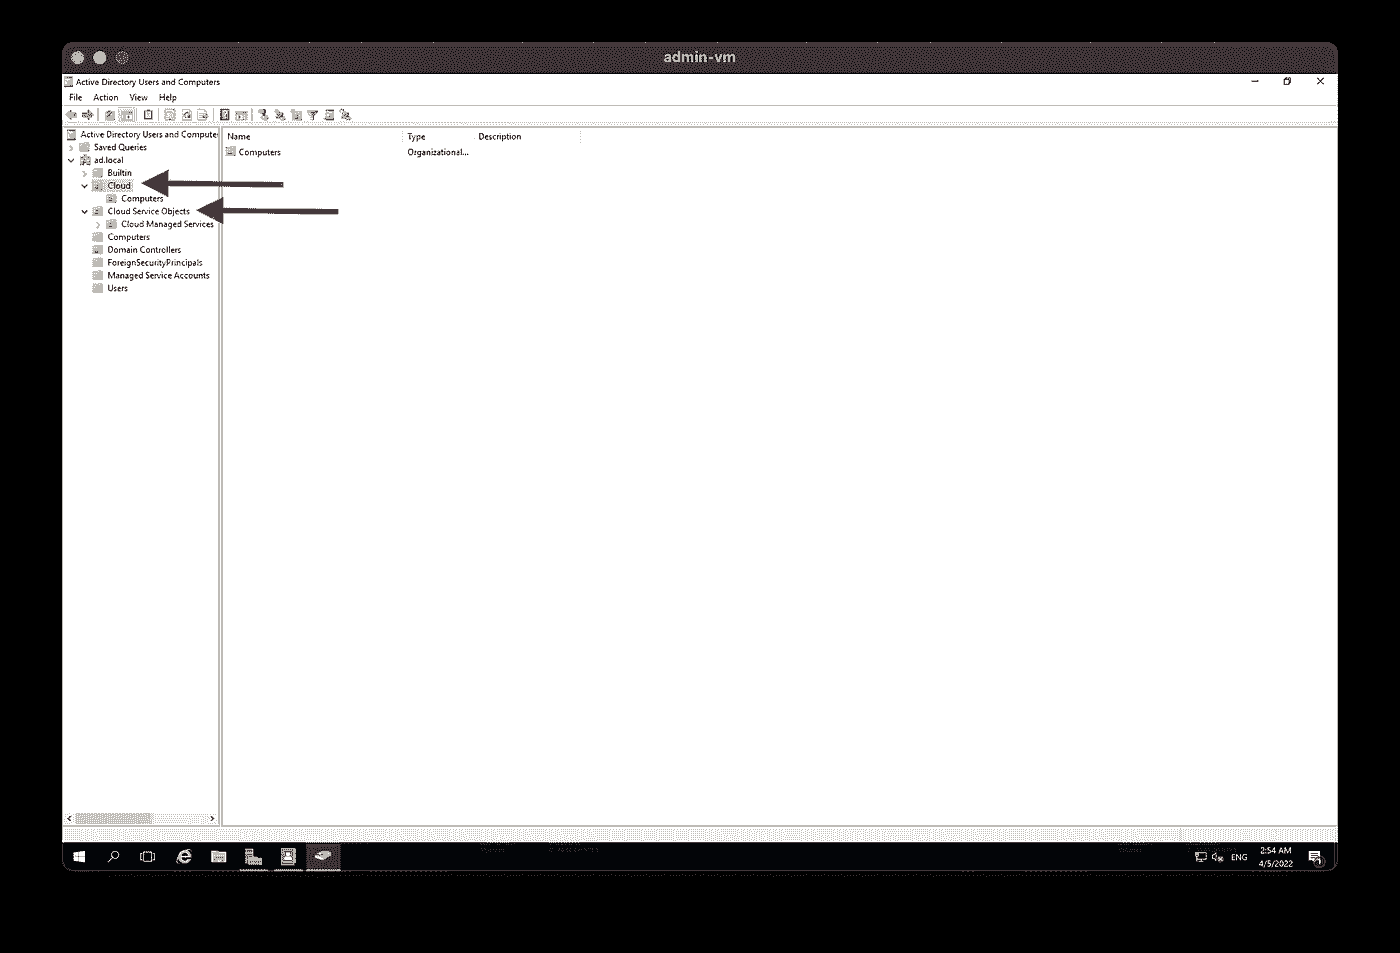 admin-vm
Active Directory Users and Computers
File Action View Help
Active Directory Users and Compute
Name Type Description
Saved Queries
Computers Organizational...
ad.local
Builtin
Cloud
Computers
Cloud Service Objects
Cloud Managed Services
Computers
Domain Controllers
ForeignSecurityPrincipals
Managed Service Accounts
Users
ENG
2:54 AM
4/5/2022